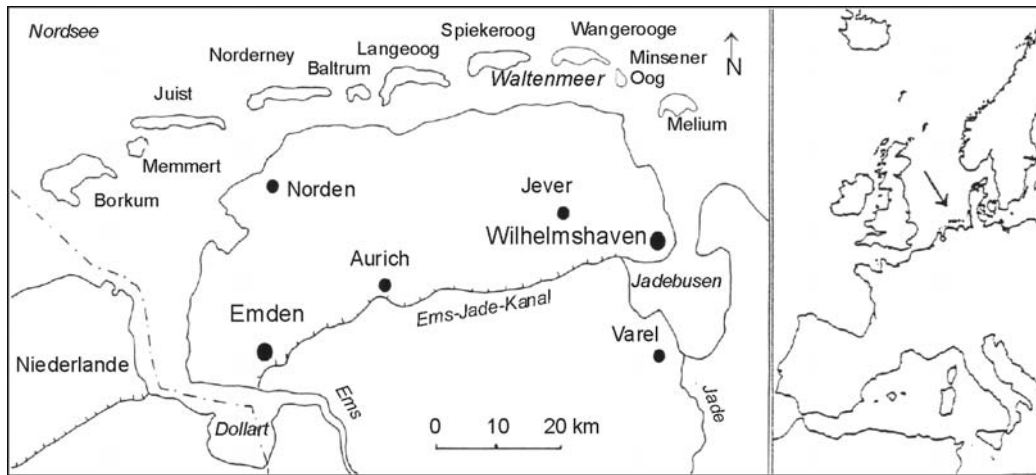 Nordsee
Spiekeroog
Wangerooge
Langeoog
Norderney
Baltrum
Minsener
Oog
N
Waltenmeer
Juist
Melium
Memmert
Borkum
Norden
Jever
Wilhelmshaven
Aurich
Jadebusen
Ems-Jade-Kanal
Emden
Varel
Niederlande
Ems
Jade
Dollart
0 10 20 km